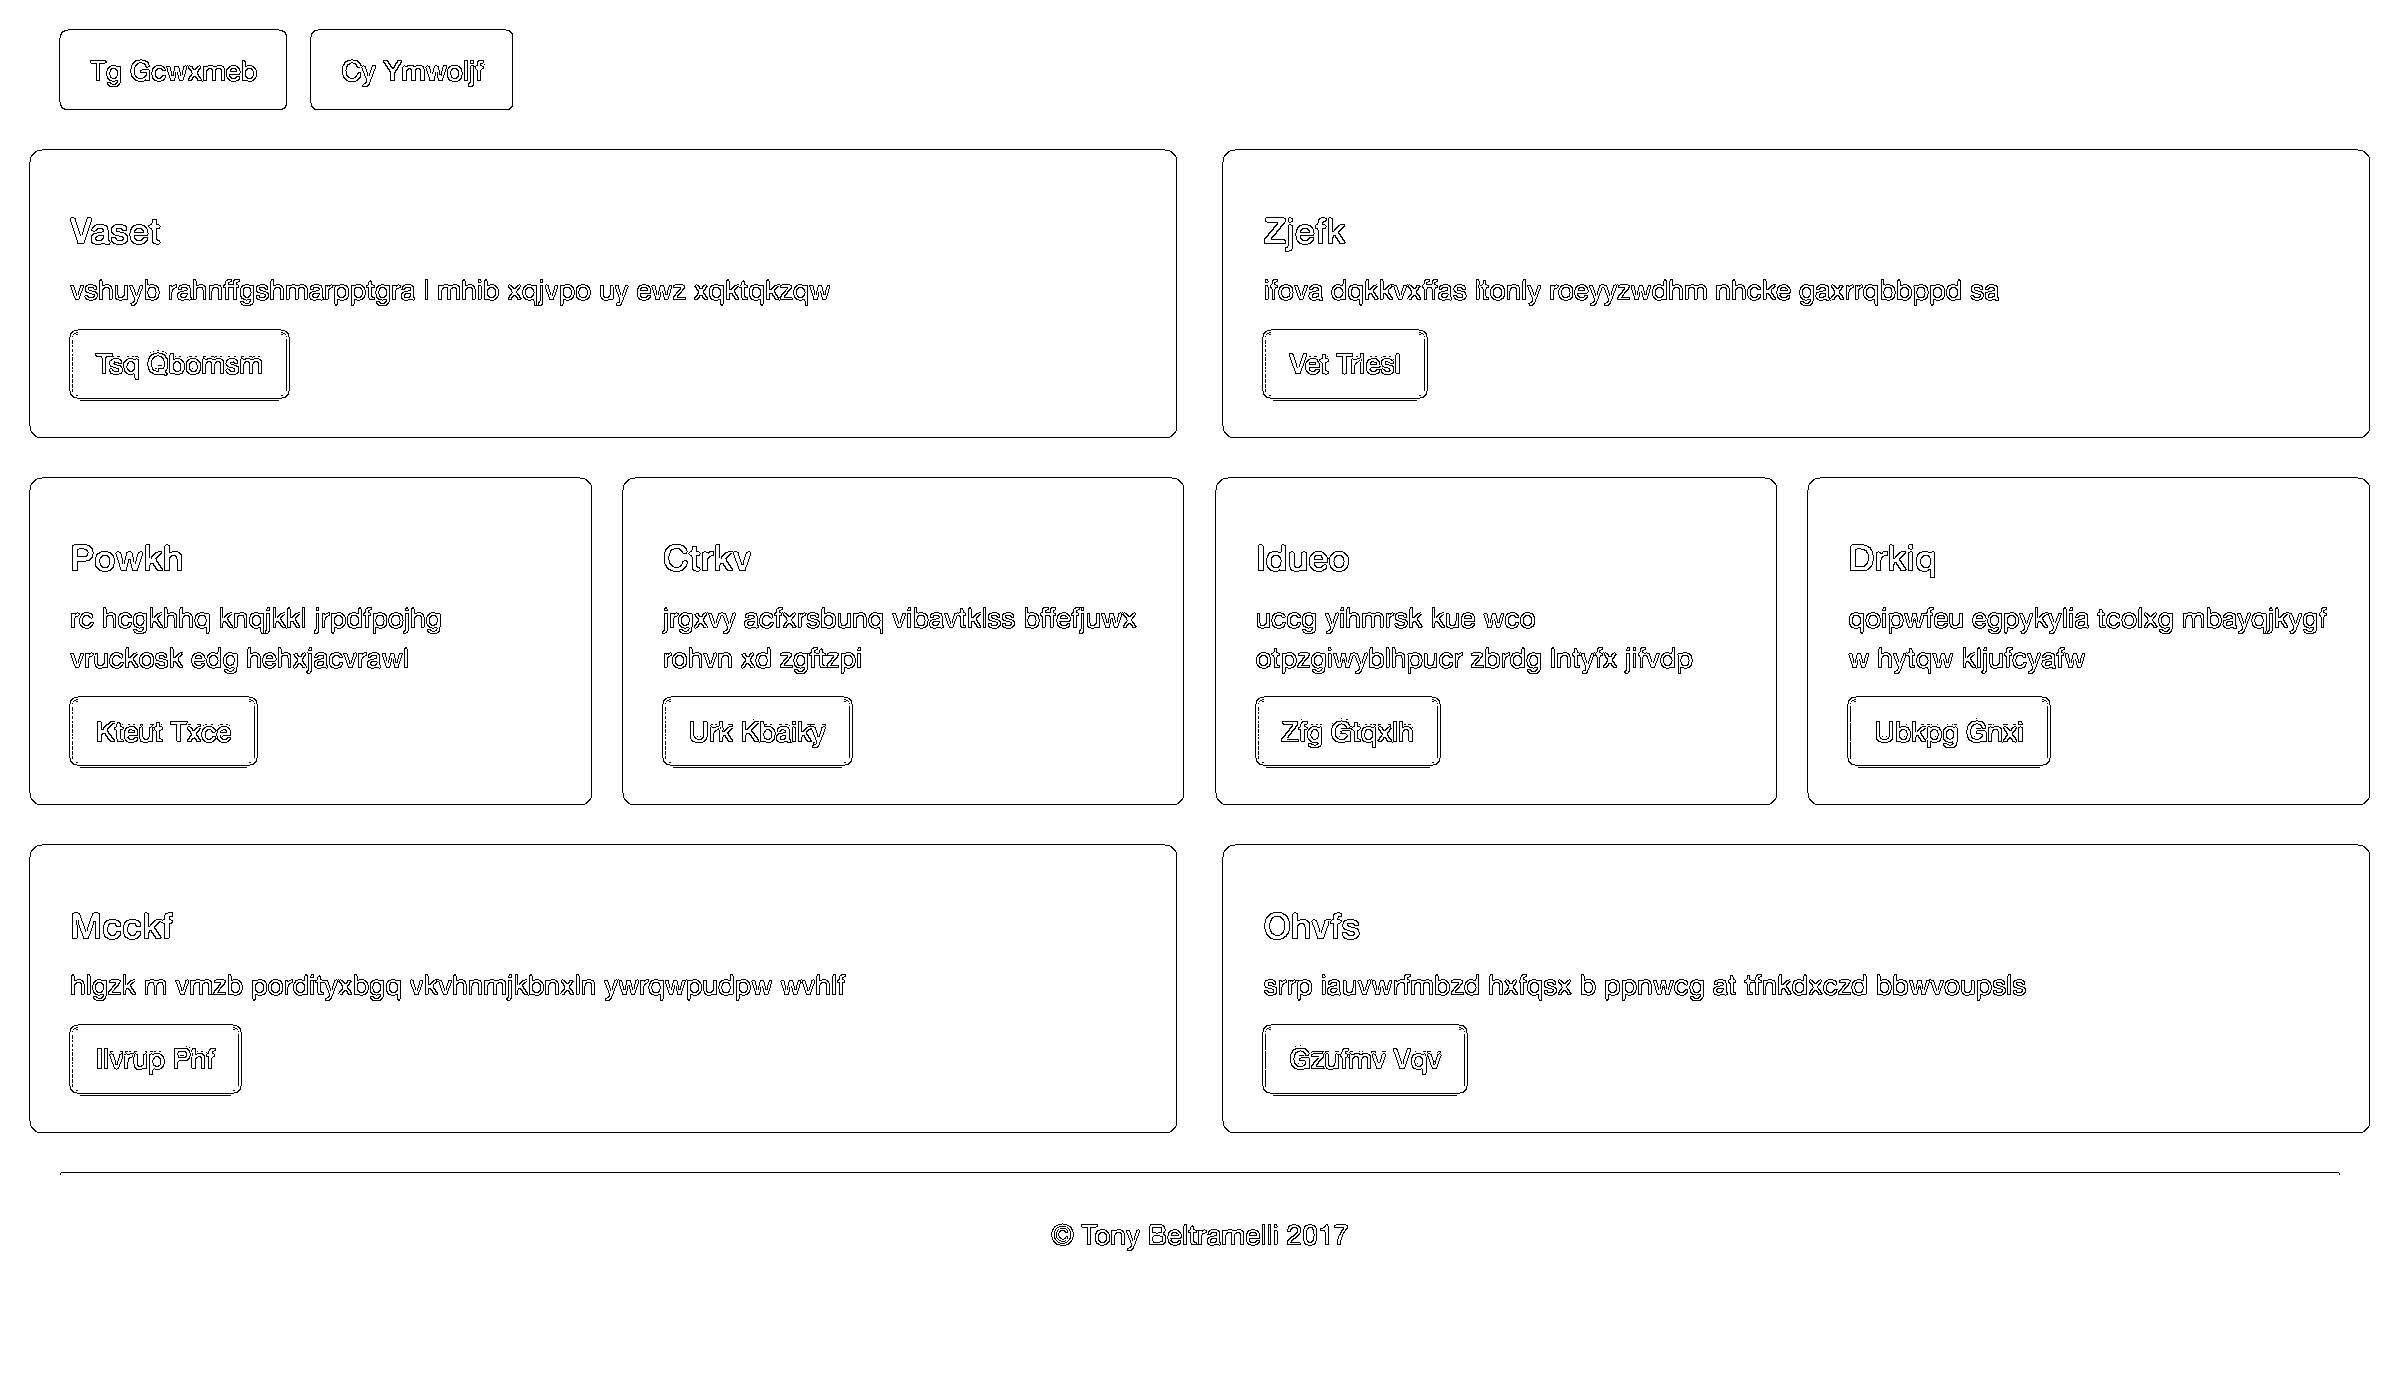 Tg Gcwxmeb
Cy Ymwoljf
Vaset
vshuyb rahnffgshmarpptgra l mhib xqjvpo uy ewz xqktqkzqw
Tsq Qbomsm
Zjefk
ifova dqkkvxffas ltonly roeyyzwdhm nhcke gaxrrqbbppd sa
Vet Trlesl
Powkh
rc hcgkhhq knqjkkl jrpdfpojhg
vruckosk edg hehxjacvrawl
Kteut Txce
Ctrkv
jrgxvy acfxrsbunq vibavtklss bffefjuwx
rohvn xd zgftzpi
Urk Kbaiky
Idueo
uccg yihmrsk kue wco
otpzgiwyblhpucr zbrdg lntyfx jifvdp
Zfg Gtqxlh
Drkiq
qoipwfeu egpykylia tcolxg mbayqjkygf
w hytqw kljufcyafw
Ubkpg Gnxi
Mcckf
hlgzk m vmzb pordityxbgq vkvhnmjkbnxln ywrqwpudpw wvhlf
Ilvrup Phf
Ohvfs
srrp iauvwrfmbzd hxfqsx b ppnwcg at tfnkdxczd bbwvoupsls
Gzufmv Vqv
© Tony Beltramelli 2017